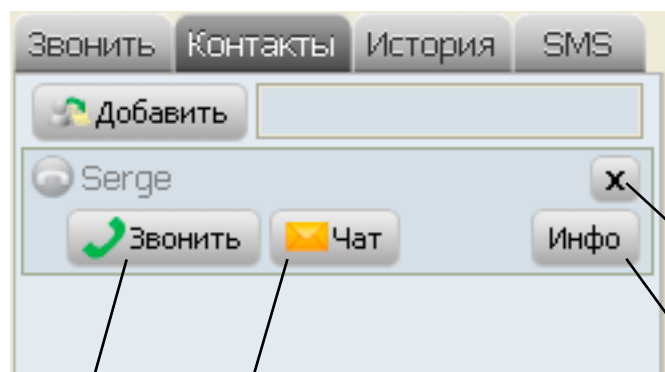 Звонить Контакты История SMS
Добавить
Serge x
Звонить Чат Инфо